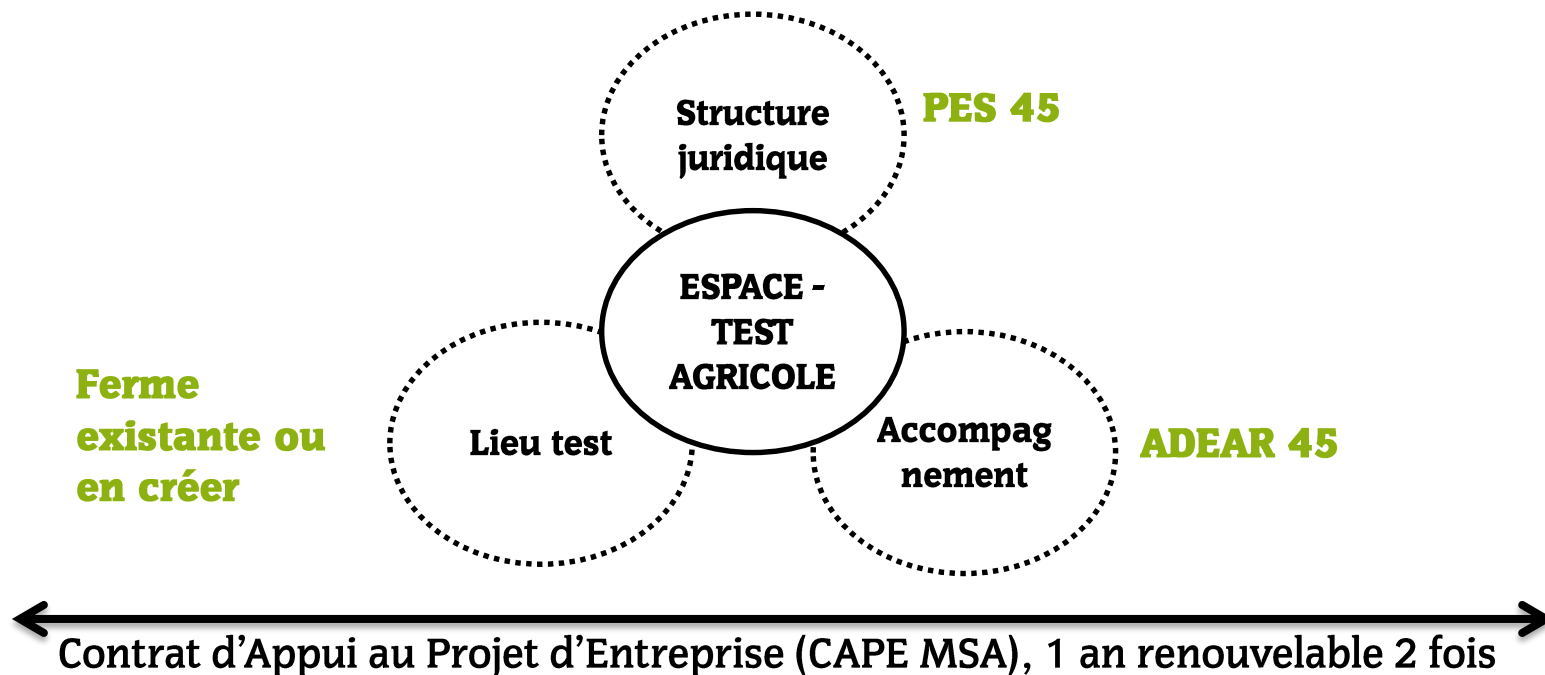 Structure
juridique
PES 45
ESPACE -
TEST
AGRICOLE
Ferme
existante ou
en créer
Lieu test
Accompag
nement
ADEAR 45
Contrat d’Appui au Projet d’Entreprise (CAPE MSA), 1 an renouvelable 2 fois